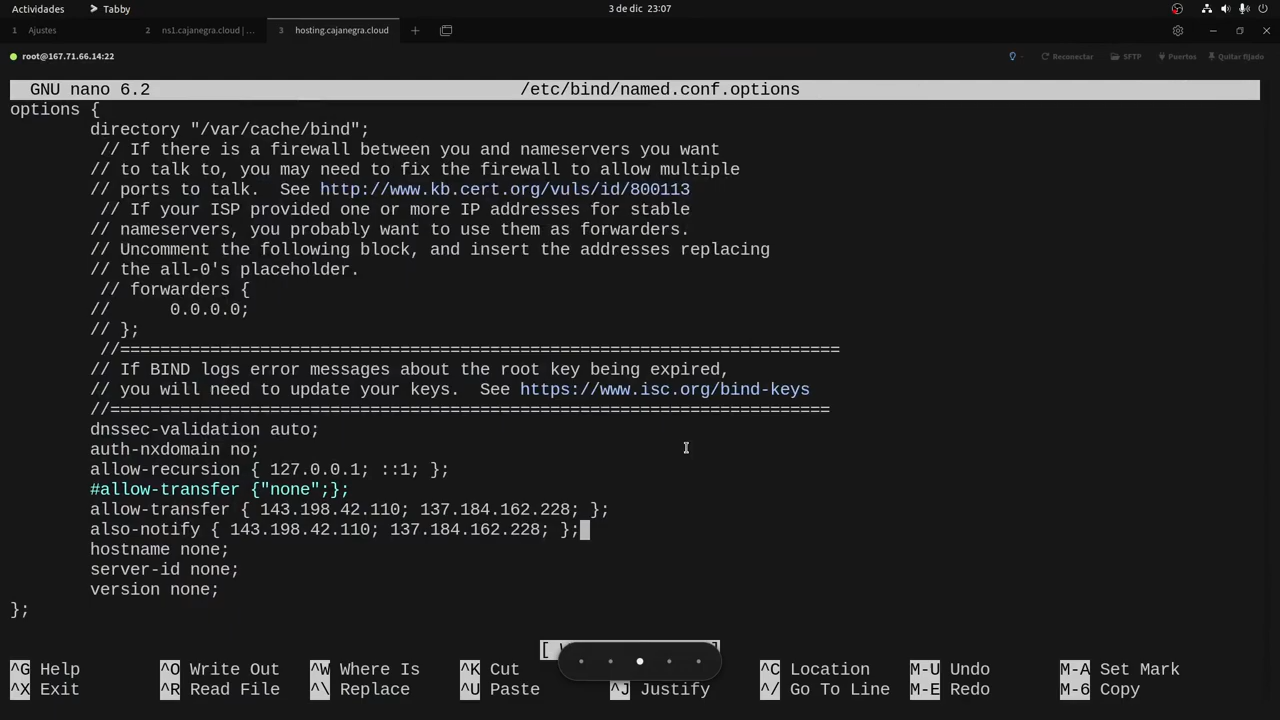 Actividades Tabby 3 de dic 23:07
1 Ajustes 2 ns1.cajanegra.cloud | ... 3 hosting.cajanegra.cloud
root@167.71.66.14:22 Reconectar SFTP Puertos Quitar fijado
GNU nano 6.2 /etc/bind/named.conf.options
options {
directory "/var/cache/bind";
// If there is a firewall between you and nameservers you want
// to talk to, you may need to fix the firewall to allow multiple
// ports to talk.  See http://www.kb.cert.org/vuls/id/800113
// If your ISP provided one or more IP addresses for stable
// nameservers, you probably want to use them as forwarders.
// Uncomment the following block, and insert the addresses replacing
// the all-0's placeholder.
// forwarders {
//      0.0.0.0;
// };
//========================================================================
// If BIND logs error messages about the root key being expired,
// you will need to update your keys.  See https://www.isc.org/bind-keys
//========================================================================
dnssec-validation auto;
auth-nxdomain no;
allow-recursion { 127.0.0.1; ::1; };
#allow-transfer {"none";};
allow-transfer { 143.198.42.110; 137.184.162.228; };
also-notify { 143.198.42.110; 137.184.162.228; };
hostname none;
server-id none;
version none;
};
^G Help ^O Write Out ^W Where Is ^K Cut ^C Location M-U Undo M-A Set Mark
^X Exit ^R Read File ^\ Replace ^U Paste ^J Justify ^/ Go To Line M-E Redo M-6 Copy